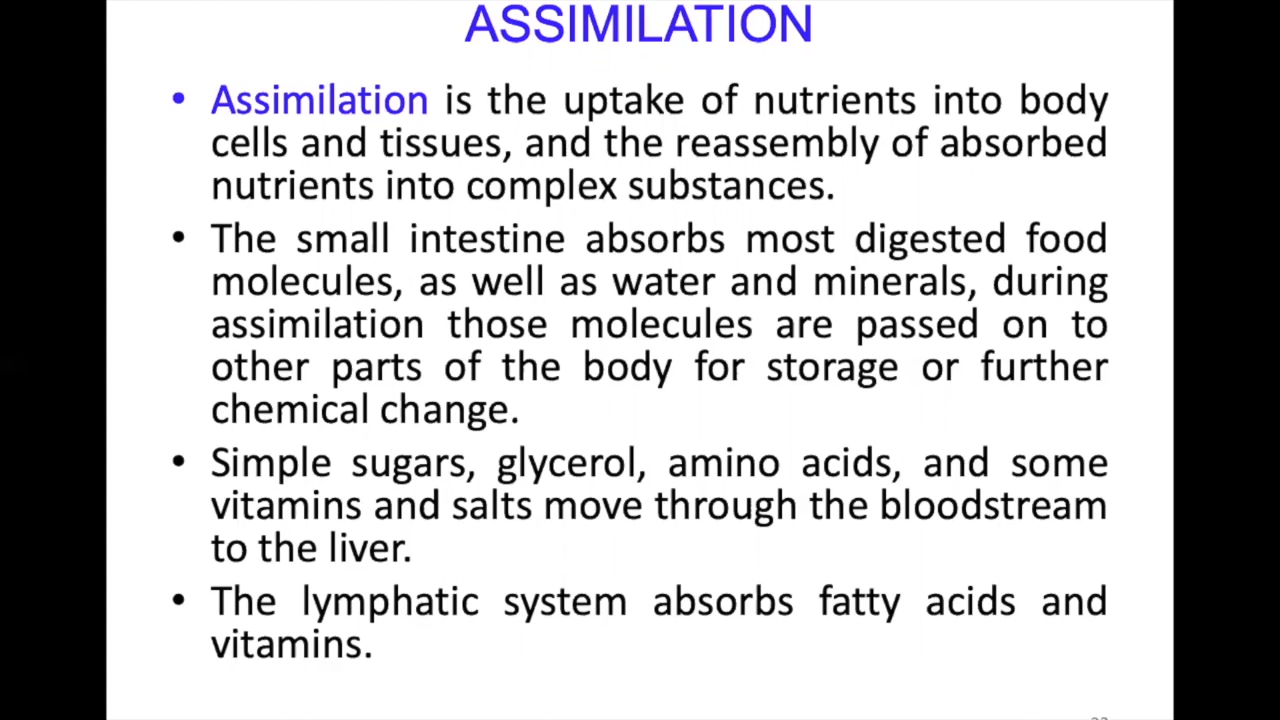 ASSIMILATION
• Assimilation is the uptake of nutrients into body
cells and tissues, and the reassembly of absorbed
nutrients into complex substances.
• The small intestine absorbs most digested food
molecules, as well as water and minerals, during
assimilation those molecules are passed on to
other parts of the body for storage or further
chemical change.
• Simple sugars, glycerol, amino acids, and some
vitamins and salts move through the bloodstream
to the liver.
• The lymphatic system absorbs fatty acids and
vitamins.